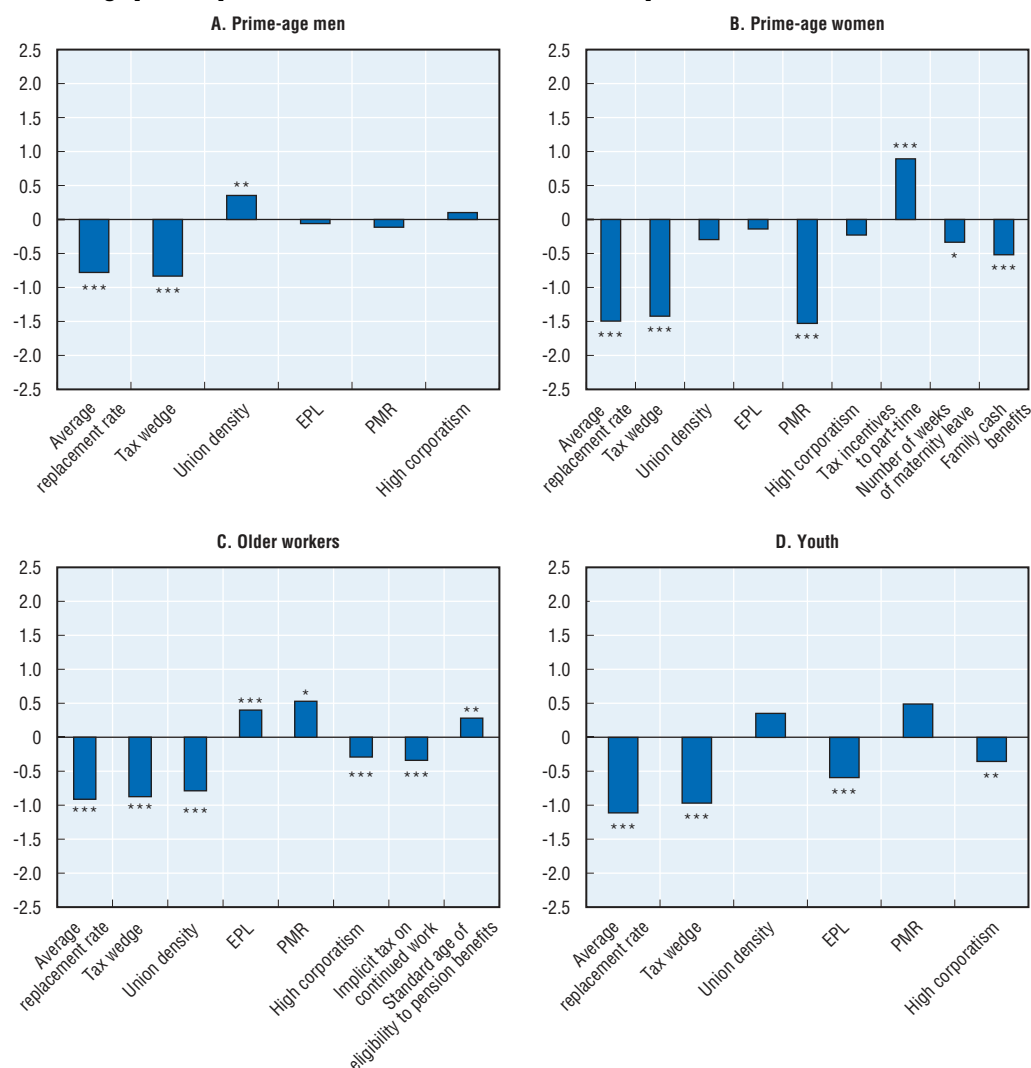 A. Prime-age men
2.5
2.0
1.5
1.0
0.5
0
-0.5
-1.0
-1.5
-2.0
-2.5
**
***
***
Average
replacement rate
Tax wedge
Union density
EPL
PMR
High corporatism
B. Prime-age women
2.5
2.0
1.5
1.0
0.5
0
-0.5
-1.0
-1.5
-2.0
-2.5
***
*
***
***
***
***
Average
replacement rate
Tax wedge
Union density
EPL
PMR
High corporatism
Tax incentives
to part-time
Number of weeks
of maternity leave
Family cash
benefits
C. Older workers
2.5
2.0
1.5
1.0
0.5
0
-0.5
-1.0
-1.5
-2.0
-2.5
***
*
**
***
***
***
***
***
Average
replacement rate
Tax wedge
Union density
EPL
PMR
High corporatism
Implicit tax on
continued work
Standard age of
eligibility to pension benefits
D. Youth
2.5
2.0
1.5
1.0
0.5
0
-0.5
-1.0
-1.5
-2.0
-2.5
***
***
***
**
Average
replacement rate
Tax wedge
Union density
EPL
PMR
High corporatism